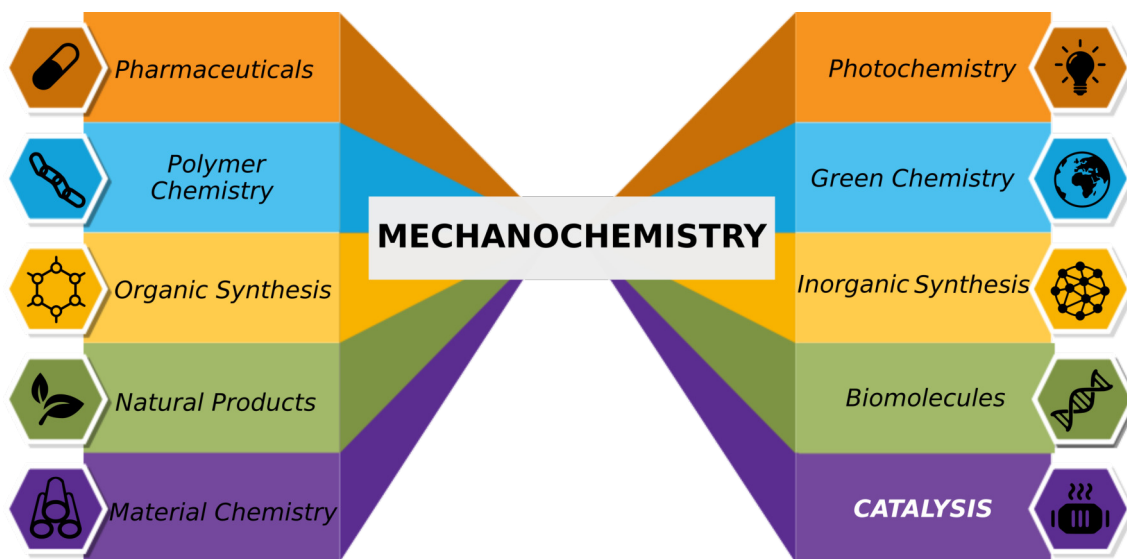 Pharmaceuticals
Polymer
Chemistry
Organic Synthesis
Natural Products
Material Chemistry
MECHANOCHEMISTRY
Photochemistry
Green Chemistry
Inorganic Synthesis
Biomolecules
CATALYSIS